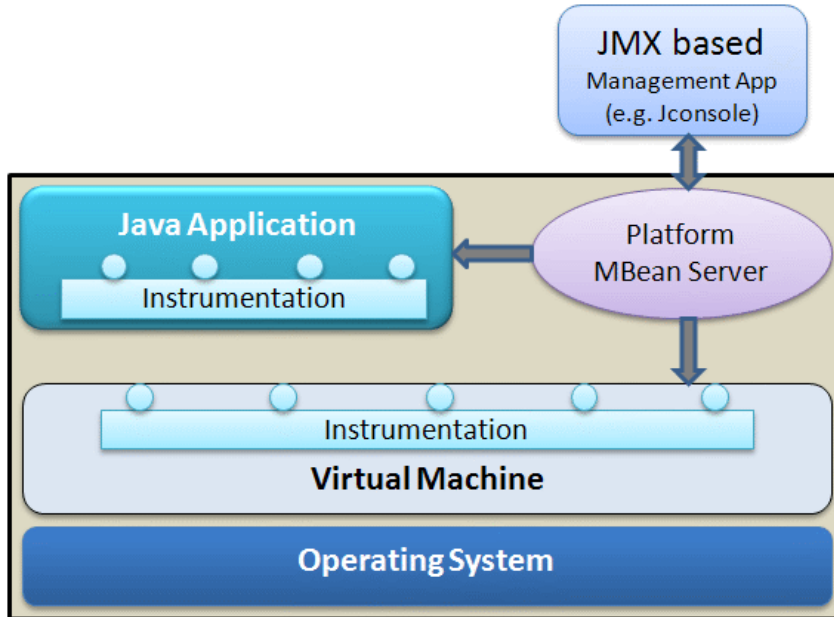 JMX based
Management App
(e.g. Jconsole)
Java Application
Instrumentation
Platform
MBean Server
Instrumentation
Virtual Machine
Operating System